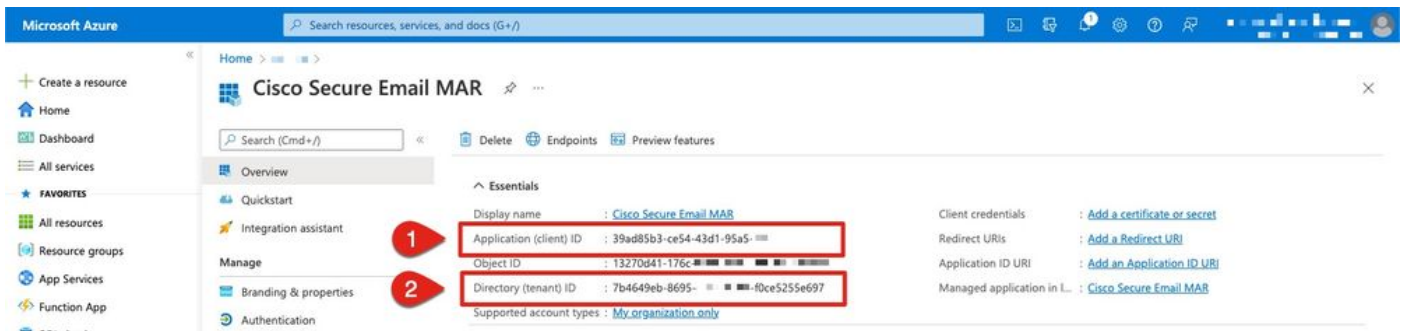 Microsoft Azure
Search resources, services, and docs (G+/)
Home >
Create a resource
Home
Dashboard
All services
FAVORITES
All resources
Resource groups
App Services
Function App
Cisco Secure Email MAR
Search (Cmd+/)
Overview
Quickstart
Integration assistant
Manage
Branding & properties
Authentication
Delete
Endpoints
Preview features
Essentials
Display name : Cisco Secure Email MAR
1
Application (client) ID : 39ad85b3-ce54-43d1-95a5-
Object ID : 13270d41-176c-
2
Directory (tenant) ID : 7b4649eb-8695- -f0ce5255e697
Supported account types : My organization only
Client credentials : Add a certificate or secret
Redirect URIs : Add a Redirect URI
Application ID URI : Add an Application ID URI
Managed application in l... : Cisco Secure Email MAR